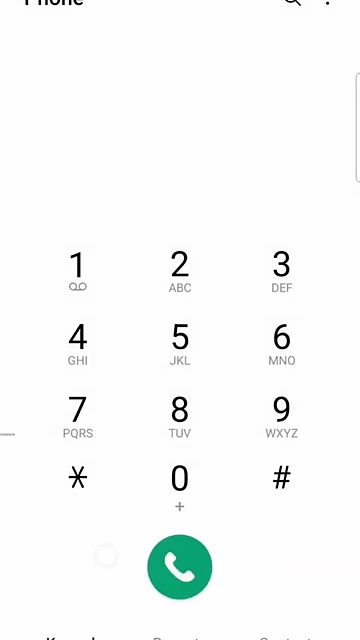 Phone
1 2 3
ABC DEF
4 5 6
GHI JKL MNO
7 8 9
PQRS TUV WXYZ
* 0 #
+